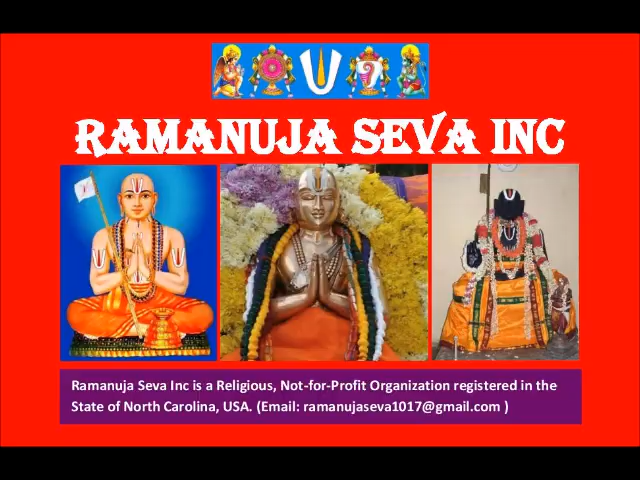 RAMANUJA SEVA INC
Ramanuja Seva Inc is a Religious, Not-for-Profit Organization registered in the
State of North Carolina, USA. (Email: ramanujaseva1017@gmail.com )